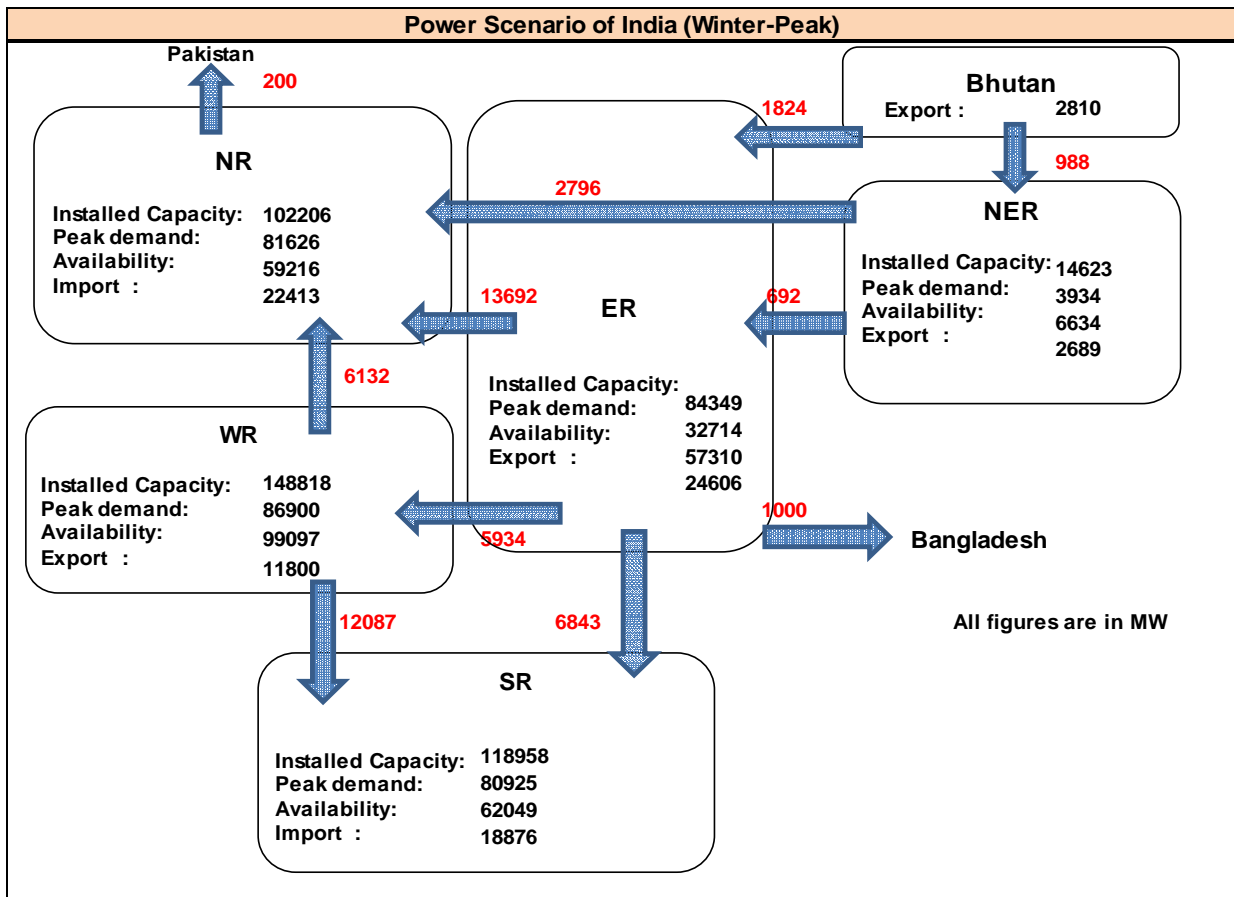 Power Scenario of India (Winter-Peak)
Pakistan
200
Bhutan
Export : 2810
1824
988
NR
Installed Capacity: 102206
Peak demand: 81626
Availability: 59216
Import : 22413
2796
NER
Installed Capacity: 14623
Peak demand: 3934
Availability: 6634
Export : 2689
13692
692
ER
Installed Capacity: 84349
Peak demand: 32714
Availability: 57310
Export : 24606
6132
WR
Installed Capacity: 148818
Peak demand: 86900
Availability: 99097
Export : 11800
5934
1000
Bangladesh
12087
6843
All figures are in MW
SR
Installed Capacity: 118958
Peak demand: 80925
Availability: 62049
Import : 18876